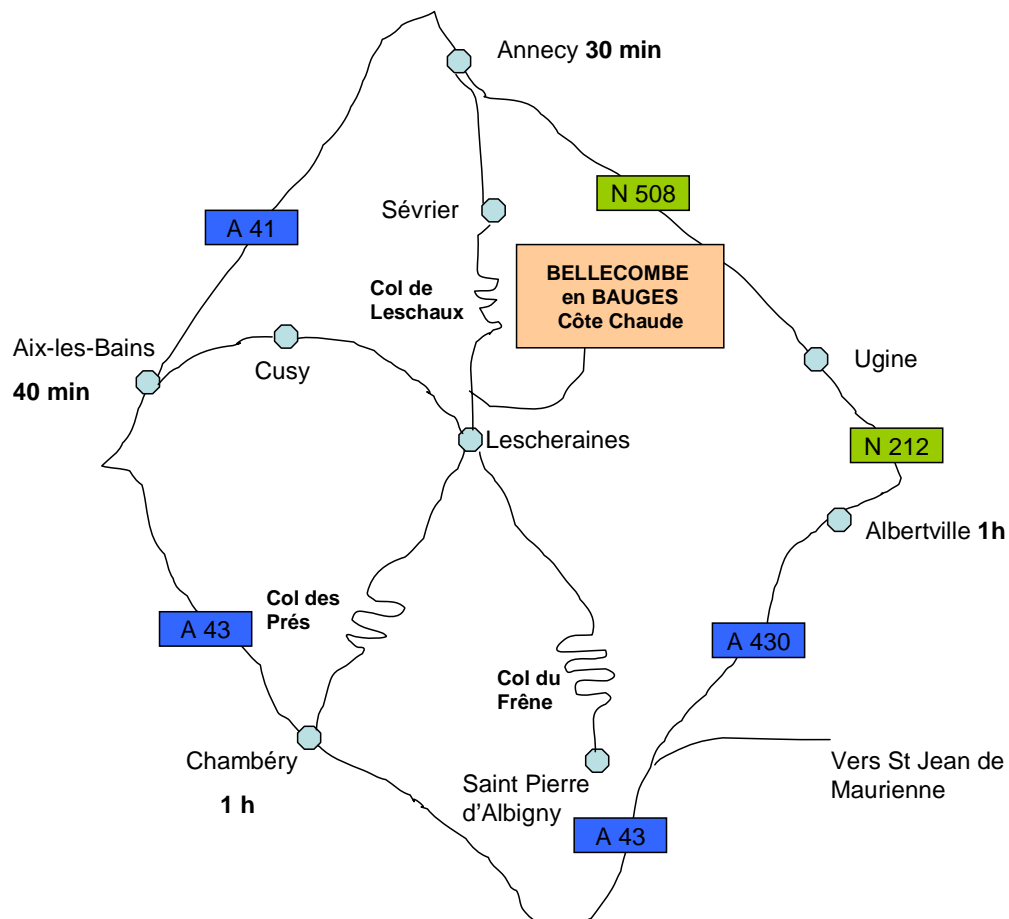 Annecy 30 min
N 508
Sévrier
A 41
BELLECOMBE
en BAUGES
Côte Chaude
Col de
Leschaux
Aix-les-Bains
40 min
Cusy
Ugine
Lescheraines
N 212
Albertville 1h
Col des
Prés
A 43
A 430
Col du
Frêne
Chambéry
1 h
Saint Pierre
d'Albigny
Vers St Jean de
Maurienne
A 43